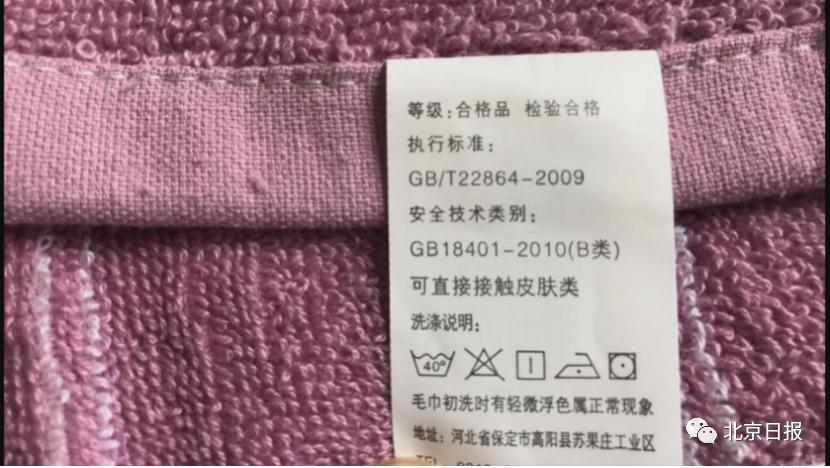 等级：合格品 检验合格
执行标准：
GB/T22864-2009
安全技术类别：
GB18401-2010(B类)
可直接接触皮肤类
洗涤说明：
40°
毛巾初洗时有轻微浮色属正常现象
地址：河北省保定市高阳县苏果庄工业区
北京日报